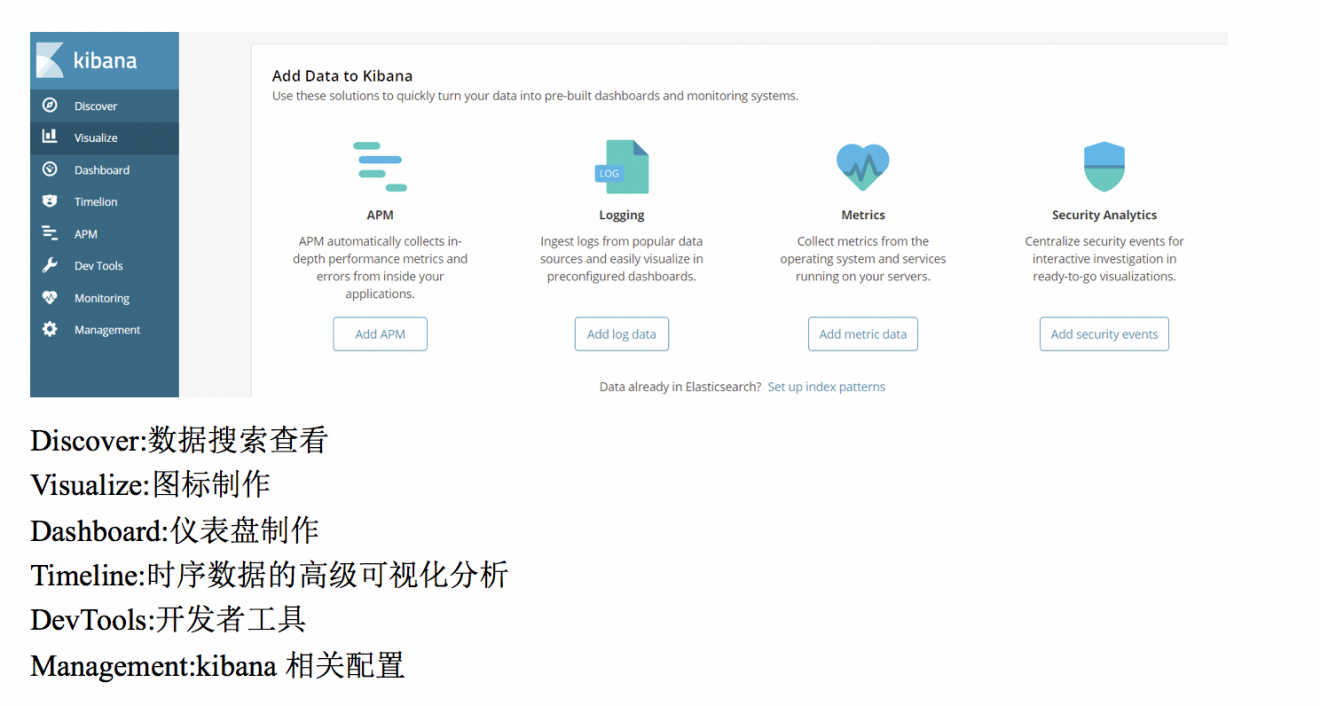 kibana
Discover
Visualize
Dashboard
Timelion
APM
Dev Tools
Monitoring
Management
Add Data to Kibana
Use these solutions to quickly turn your data into pre-built dashboards and monitoring systems.
APM
APM automatically collects in-
depth performance metrics and
errors from inside your
applications.
Add APM
LOG
Logging
Ingest logs from popular data
sources and easily visualize in
preconfigured dashboards.
Add log data
Metrics
Collect metrics from the
operating system and services
running on your servers.
Add metric data
Security Analytics
Centralize security events for
interactive investigation in
ready-to-go visualizations.
Add security events
Data already in Elasticsearch? Set up index patterns
Discover:数据搜索查看
Visualize:图标制作
Dashboard:仪表盘制作
Timeline:时序数据的高级可视化分析
DevTools:开发者工具
Management:kibana 相关配置